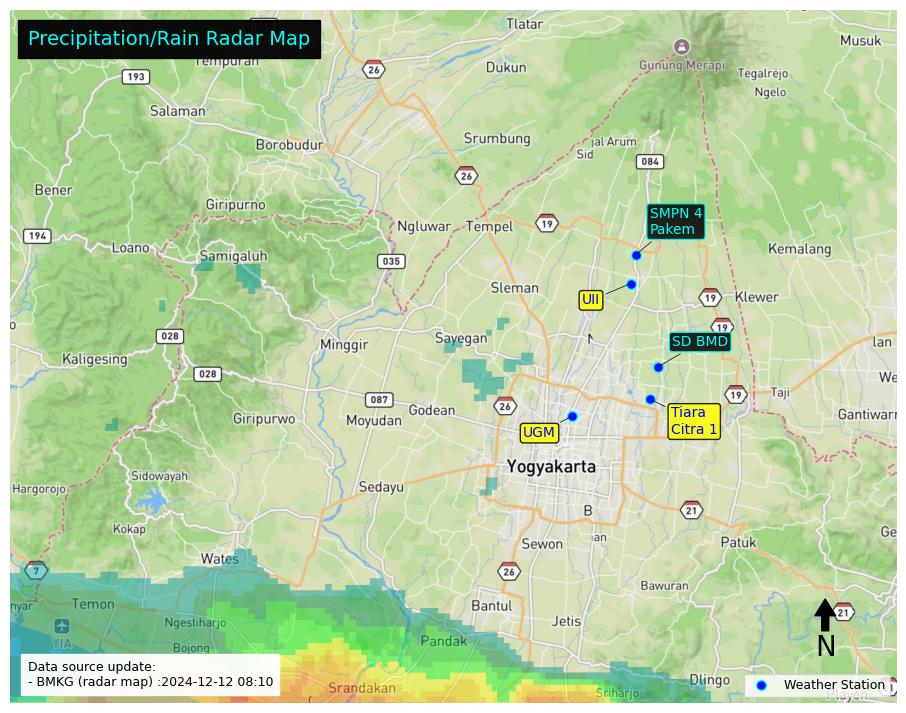 Precipitation/Rain Radar Map
Tlatar
Musuk
26
Gunung Merapi
Tempuran
193
Dukun
Tegalrejo
Ngelo
Salaman
Srumbung
Borobudur
jal Arum
Sid
084
26
Bener
Giripurno
SMPN 4
Pakem
19
Ngluwar
Tempel
194
Loano
Samigaluh
035
Kemalang
Sleman
UII
19
Klewer
028
Sayegan
N
19
Minggir
SD BMD
lan
Kaligesing
028
We
087
Taji
19
26
Godean
Giripurwo
Moyudan
UGM
Tiara
Citra 1
Gantiwarn
Yogyakarta
Sidowayah
Hargorojo
Sedayu
B
21
Kokap
an
Sewon
Patuk
Ge
Wates
7
26
Bawuran
nyar
Temon
Bantul
21
Ngestiharjo
Jetis
YIA
Pandak
Bojong
N
Data source update:
- BMKG (radar map) :2024-12-12 08:10
Srandakan
Sriharjo
Dlingo
Weather Station
Playen